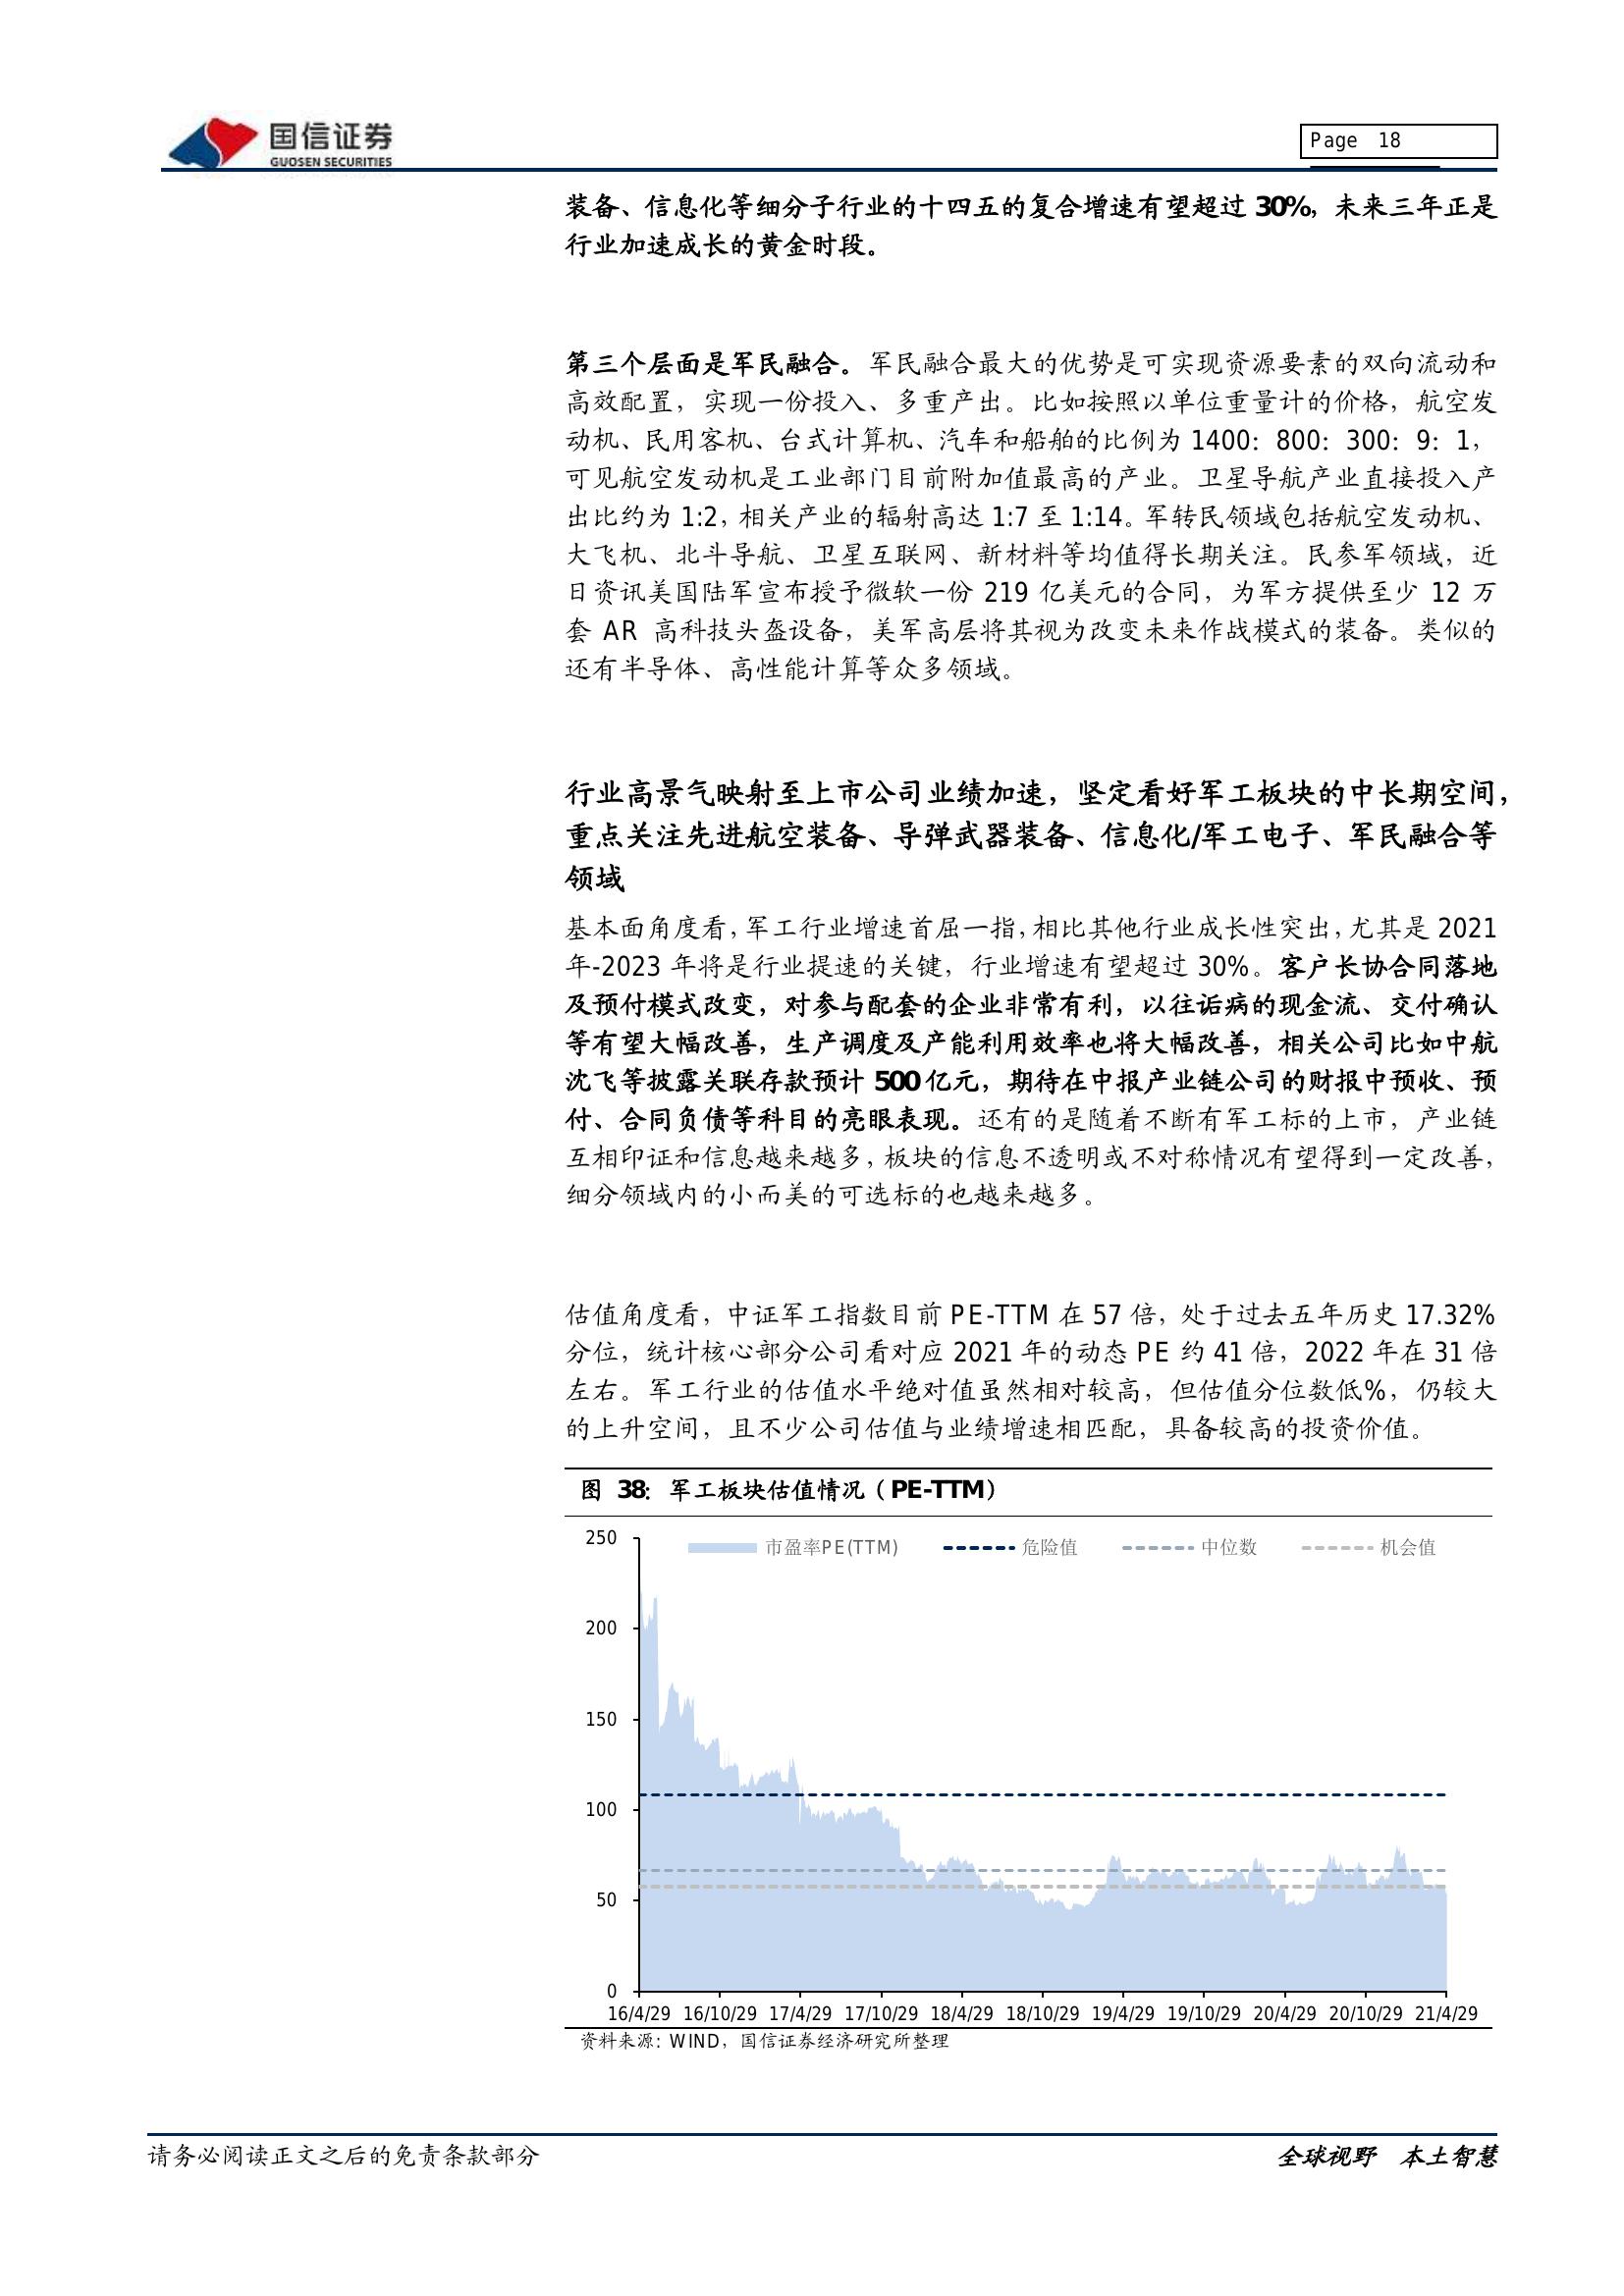 国信证券
GUOSEN SECURITIES
Page 18
装备、信息化等细分子行业的十四五的复合增速有望超过 30%，未来三年正是
行业加速成长的黄金时段。
第三个层面是军民融合。军民融合最大的优势是可实现资源要素的双向流动和
高效配置，实现一份投入、多重产出。比如按照以单位重量计的价格，航空发
动机、民用客机、台式计算机、汽车和船舶的比例为 1400：800：300：9：1，
可见航空发动机是工业部门目前附加值最高的产业。卫星导航产业直接投入产
出比约为 1:2，相关产业的辐射高达 1:7 至 1:14。军转民领域包括航空发动机、
大飞机、北斗导航、卫星互联网、新材料等均值得长期关注。民参军领域，近
日资讯美国陆军宣布授予微软一份 219 亿美元的合同，为军方提供至少 12 万
套 AR 高科技头盔设备，美军高层将其视为改变未来作战模式的装备。类似的
还有半导体、高性能计算等众多领域。
行业高景气映射至上市公司业绩加速，坚定看好军工板块的中长期空间，
重点关注先进航空装备、导弹武器装备、信息化/军工电子、军民融合等
领域
基本面角度看，军工行业增速首屈一指，相比其他行业成长性突出，尤其是 2021
年-2023 年将是行业提速的关键，行业增速有望超过 30%。客户长协合同落地
及预付模式改变，对参与配套的企业非常有利，以往诟病的现金流、交付确认
等有望大幅改善，生产调度及产能利用效率也将大幅改善，相关公司比如中航
沈飞等披露关联存款预计 500 亿元，期待在中报产业链公司的财报中预收、预
付、合同负债等科目的亮眼表现。还有的是随着不断有军工标的上市，产业链
互相印证和信息越来越多，板块的信息不透明或不对称情况有望得到一定改善，
细分领域内的小而美的可选标的也越来越多。
估值角度看，中证军工指数目前 PE-TTM 在 57 倍，处于过去五年历史 17.32%
分位，统计核心部分公司看对应 2021 年的动态 PE 约 41 倍，2022 年在 31 倍
左右。军工行业的估值水平绝对值虽然相对较高，但估值分位数低%，仍较大
的上升空间，且不少公司估值与业绩增速相匹配，具备较高的投资价值。
图 38：军工板块估值情况（PE-TTM）
市盈率PE(TTM) 危险值 中位数 机会值
250
200
150
100
50
0
16/4/29 16/10/29 17/4/29 17/10/29 18/4/29 18/10/29 19/4/29 19/10/29 20/4/29 20/10/29 21/4/29
资料来源：WIND，国信证券经济研究所整理
请务必阅读正文之后的免责条款部分
全球视野 本土智慧